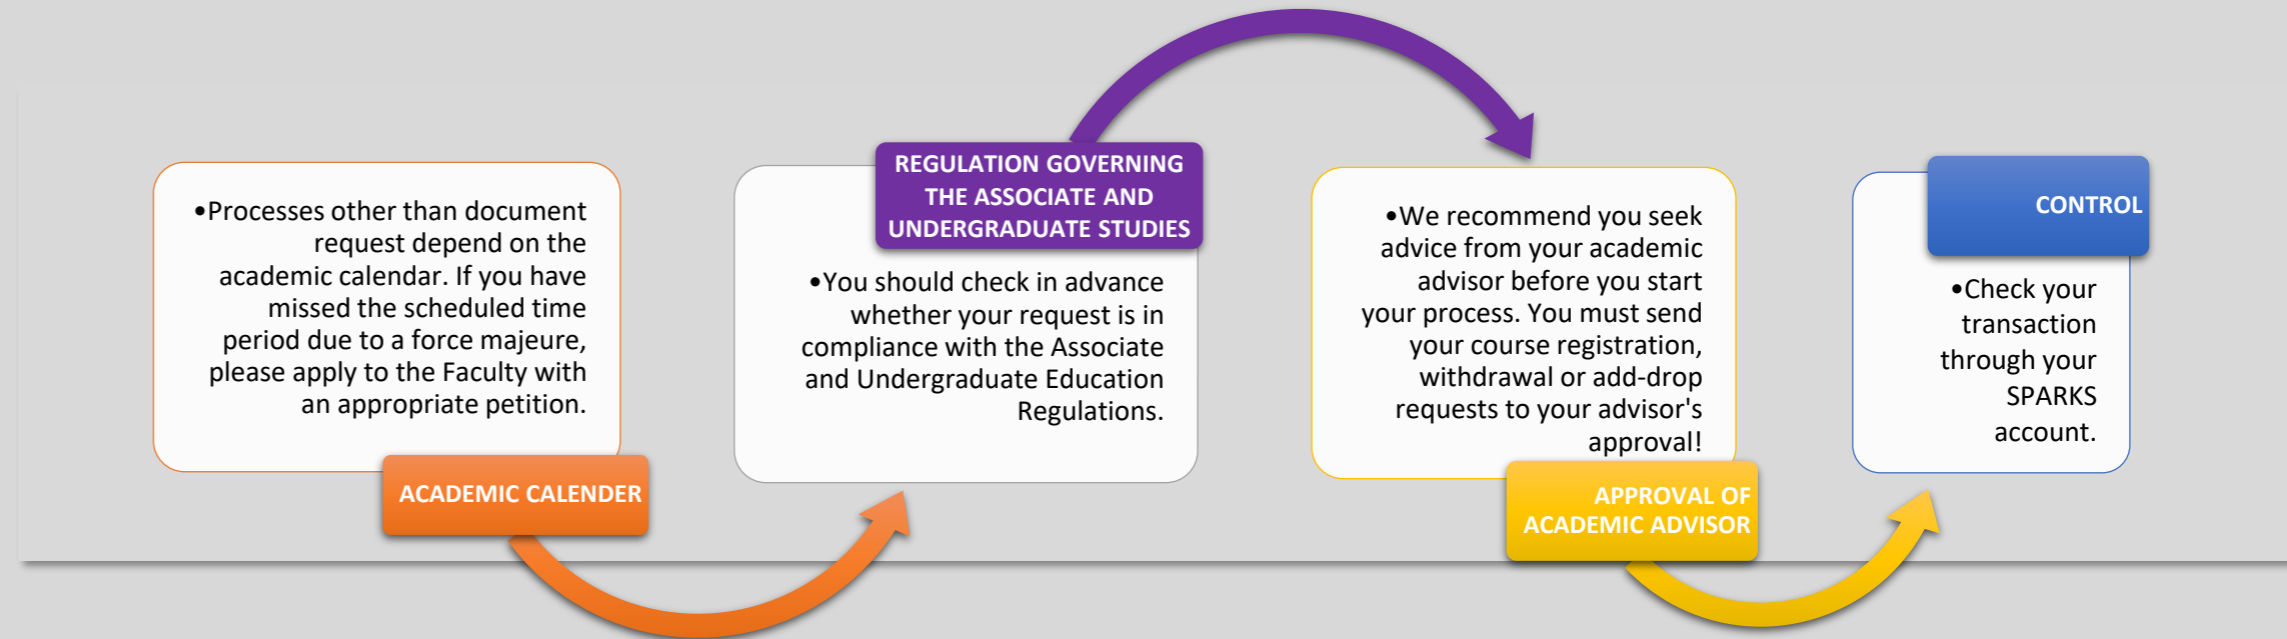 •Processes other than document
request depend on the
academic calendar. If you have
missed the scheduled time
period due to a force majeure,
please apply to the Faculty with
an appropriate petition.
ACADEMIC CALENDER
REGULATION GOVERNING
THE ASSOCIATE AND
UNDERGRADUATE STUDIES
•You should check in advance
whether your request is in
compliance with the Associate
and Undergraduate Education
Regulations.
•We recommend you seek
advice from your academic
advisor before you start
your process. You must send
your course registration,
withdrawal or add-drop
requests to your advisor's
approval!
APPROVAL OF
ACADEMIC ADVISOR
CONTROL
•Check your
transaction
through your
SPARKS
account.